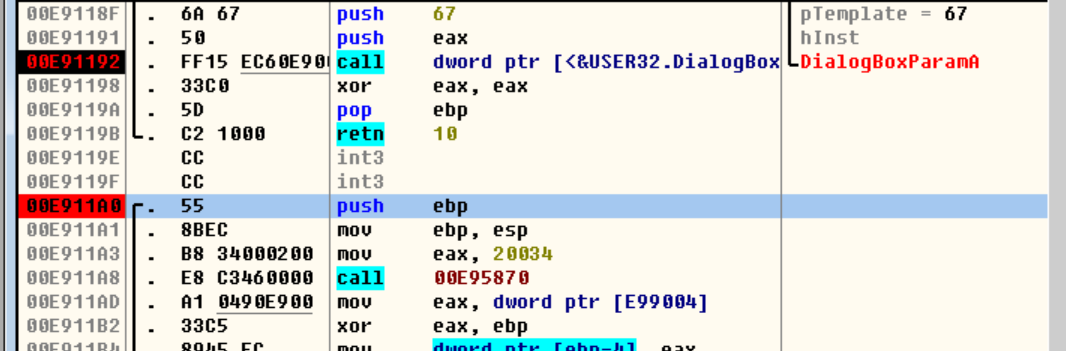 00E9118F . 6A 67 push 67 pTemplate = 67
00E91191 . 50 push eax hInst
00E91192 . FF15 EC60E90 call dword ptr [<&USER32.DialogBox DialogBoxParamA
00E91198 . 33C0 xor eax, eax
00E9119A . 5D pop ebp
00E9119B . C2 1000 retn 10
00E9119E CC int3
00E9119F CC int3
00E911A0 . 55 push ebp
00E911A1 . 8BEC mov ebp, esp
00E911A3 . B8 34000200 mov eax, 20034
00E911A8 . E8 C3460000 call 00E95870
00E911AD . A1 0490E900 mov eax, dword ptr [E99004]
00E911B2 . 33C5 xor eax, ebp
00E911B4 . 8945 FC mov dword ptr [ebp-4], eax